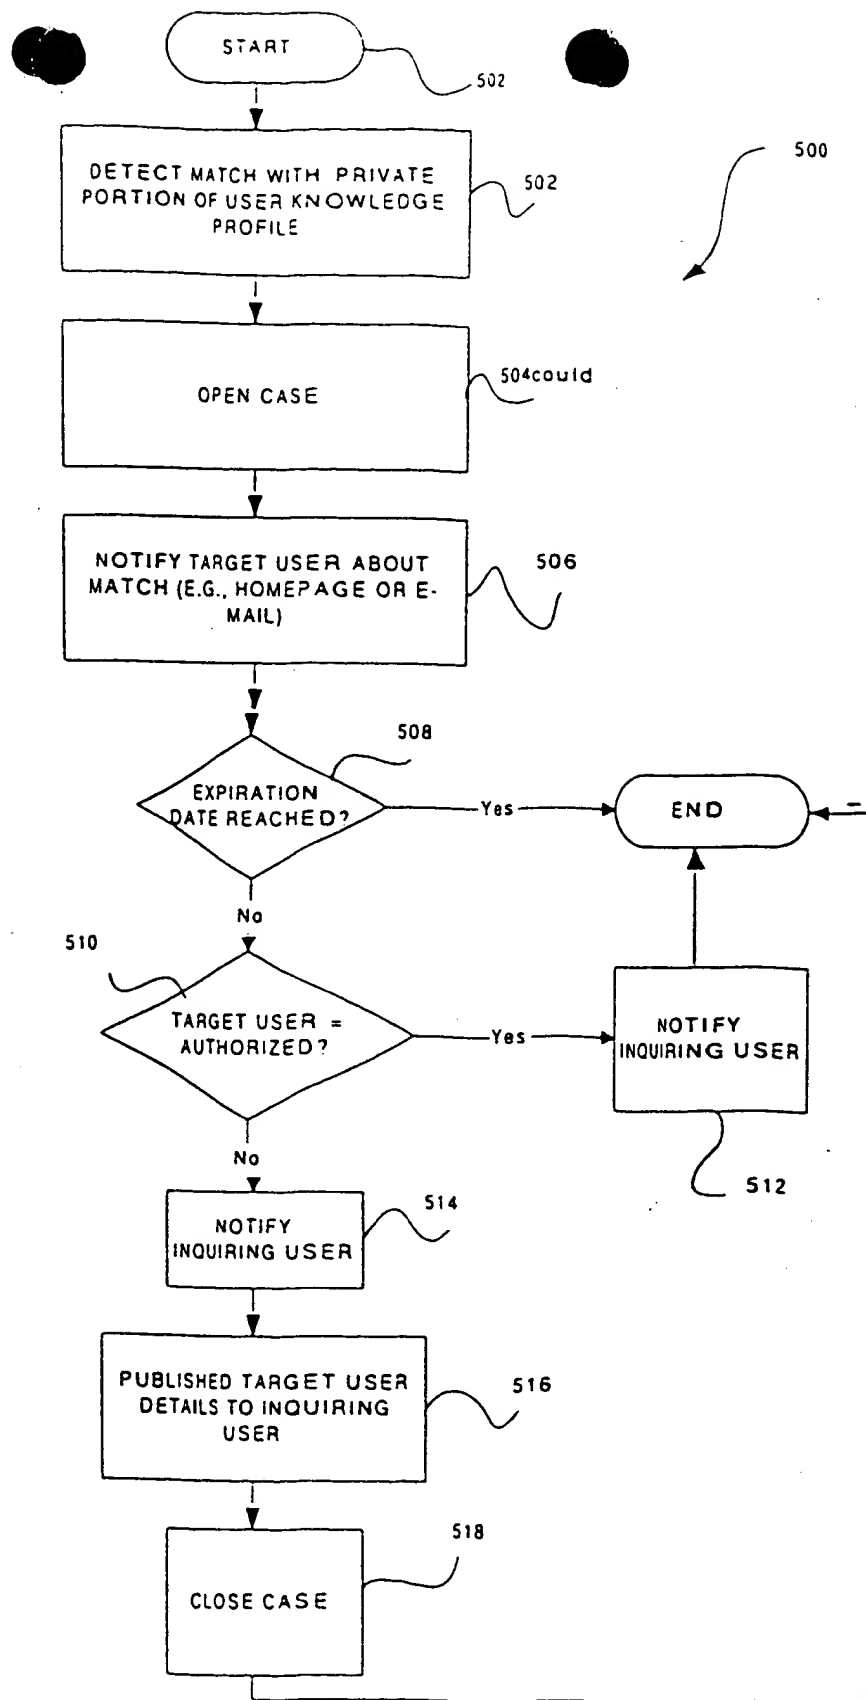 START
502
500
DETECT MATCH WITH PRIVATE
PORTION OF USER KNOWLEDGE
PROFILE
502
OPEN CASE
504could
NOTIFY TARGET USER ABOUT
MATCH (E.G., HOMEPAGE OR E-
MAIL)
506
508
EXPIRATION
DATE REACHED?
Yes
END
No
510
TARGET USER =
AUTHORIZED?
Yes
NOTIFY
INQUIRING USER
512
No
NOTIFY
INQUIRING USER
514
PUBLISHED TARGET USER
DETAILS TO INQUIRING
USER
516
CLOSE CASE
518